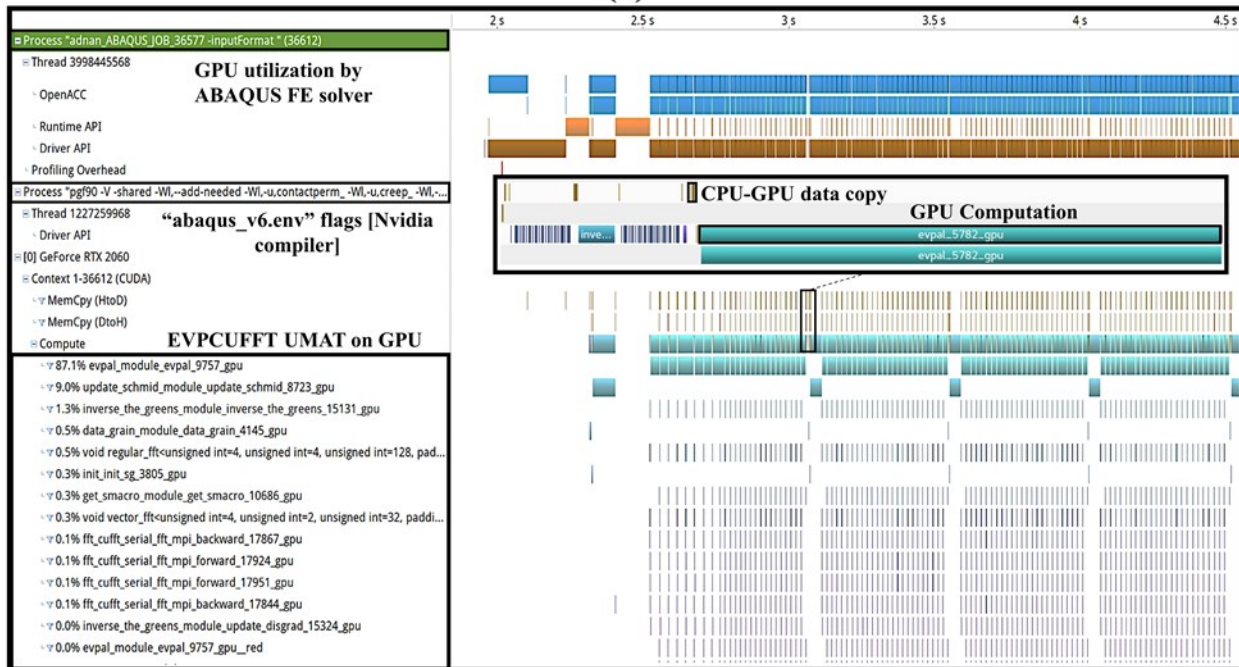 2 s 2.5 s 3 s 3.5 s 4 s 4.5 s
Process "adnan_ABAQUS_JOB_36577 -inputFormat " (36612)
Thread 3998445568
GPU utilization by
ABAQUS FE solver
OpenACC
Runtime API
Driver API
Profiling Overhead
Process "pgf90 -V -shared -Wl,--add-needed -Wl,-u,contactperm_ -Wl,-u,creep_ -Wl,-...
CPU-GPU data copy
Thread 1227259968
"abaqus_v6.env" flags [Nvidia
compiler]
GPU Computation
Driver API
inve...
evpal_5782_gpu
[0] GeForce RTX 2060
evpal_5782_gpu
Context 1-36612 (CUDA)
MemCpy (HtoD)
MemCpy (DtoH)
Compute
EVPCUFFT UMAT on GPU
87.1% evpal_module_evpal_9757_gpu
9.0% update_schmid_module_update_schmid_8723_gpu
1.3% inverse_the_greens_module_inverse_the_greens_15131_gpu
0.5% data_grain_module_data_grain_4145_gpu
0.5% void regular_fft<unsigned int=4, unsigned int=4, unsigned int=128, pad...
0.3% init_init_sg_3805_gpu
0.3% get_smacro_module_get_smacro_10686_gpu
0.3% void vector_fft<unsigned int=4, unsigned int=2, unsigned int=32, paddi...
0.1% fft_cufft_serial_fft_mpi_backward_17867_gpu
0.1% fft_cufft_serial_fft_mpi_forward_17924_gpu
0.1% fft_cufft_serial_fft_mpi_forward_17951_gpu
0.1% fft_cufft_serial_fft_mpi_backward_17844_gpu
0.0% inverse_the_greens_module_update_disgrad_15324_gpu
0.0% evpal_module_evpal_9757_gpu__red